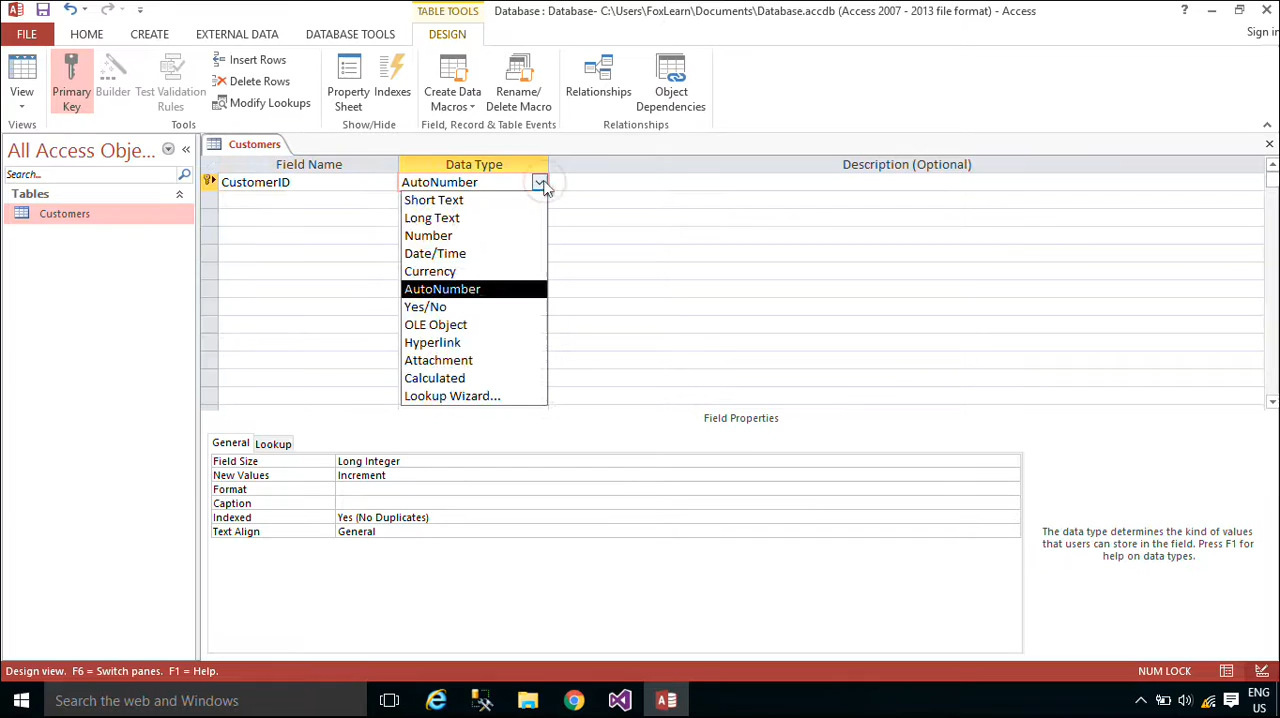 TABLE TOOLS
Database : Database- C:\Users\FoxLearn\Documents\Database.accdb (Access 2007 - 2013 file format) - Access
FILE HOME CREATE EXTERNAL DATA DATABASE TOOLS DESIGN
Sign in
View
Primary Key
Builder
Test Validation Rules
Insert Rows
Delete Rows
Modify Lookups
Property Sheet
Indexes
Create Data Macros
Rename/ Delete Macro
Relationships
Object Dependencies
Views Tools Show/Hide Field, Record & Table Events Relationships
All Access Obje...
Search...
Tables
Customers
Customers
Field Name Data Type Description (Optional)
CustomerID AutoNumber
Short Text
Long Text
Number
Date/Time
Currency
AutoNumber
Yes/No
OLE Object
Hyperlink
Attachment
Calculated
Lookup Wizard...
Field Properties
General Lookup
Field Size Long Integer
New Values Increment
Format
Caption
Indexed Yes (No Duplicates)
Text Align General
The data type determines the kind of values
that users can store in the field. Press F1 for
help on data types.
Design view. F6 = Switch panes. F1 = Help.
NUM LOCK
Search the web and Windows
ENG
US